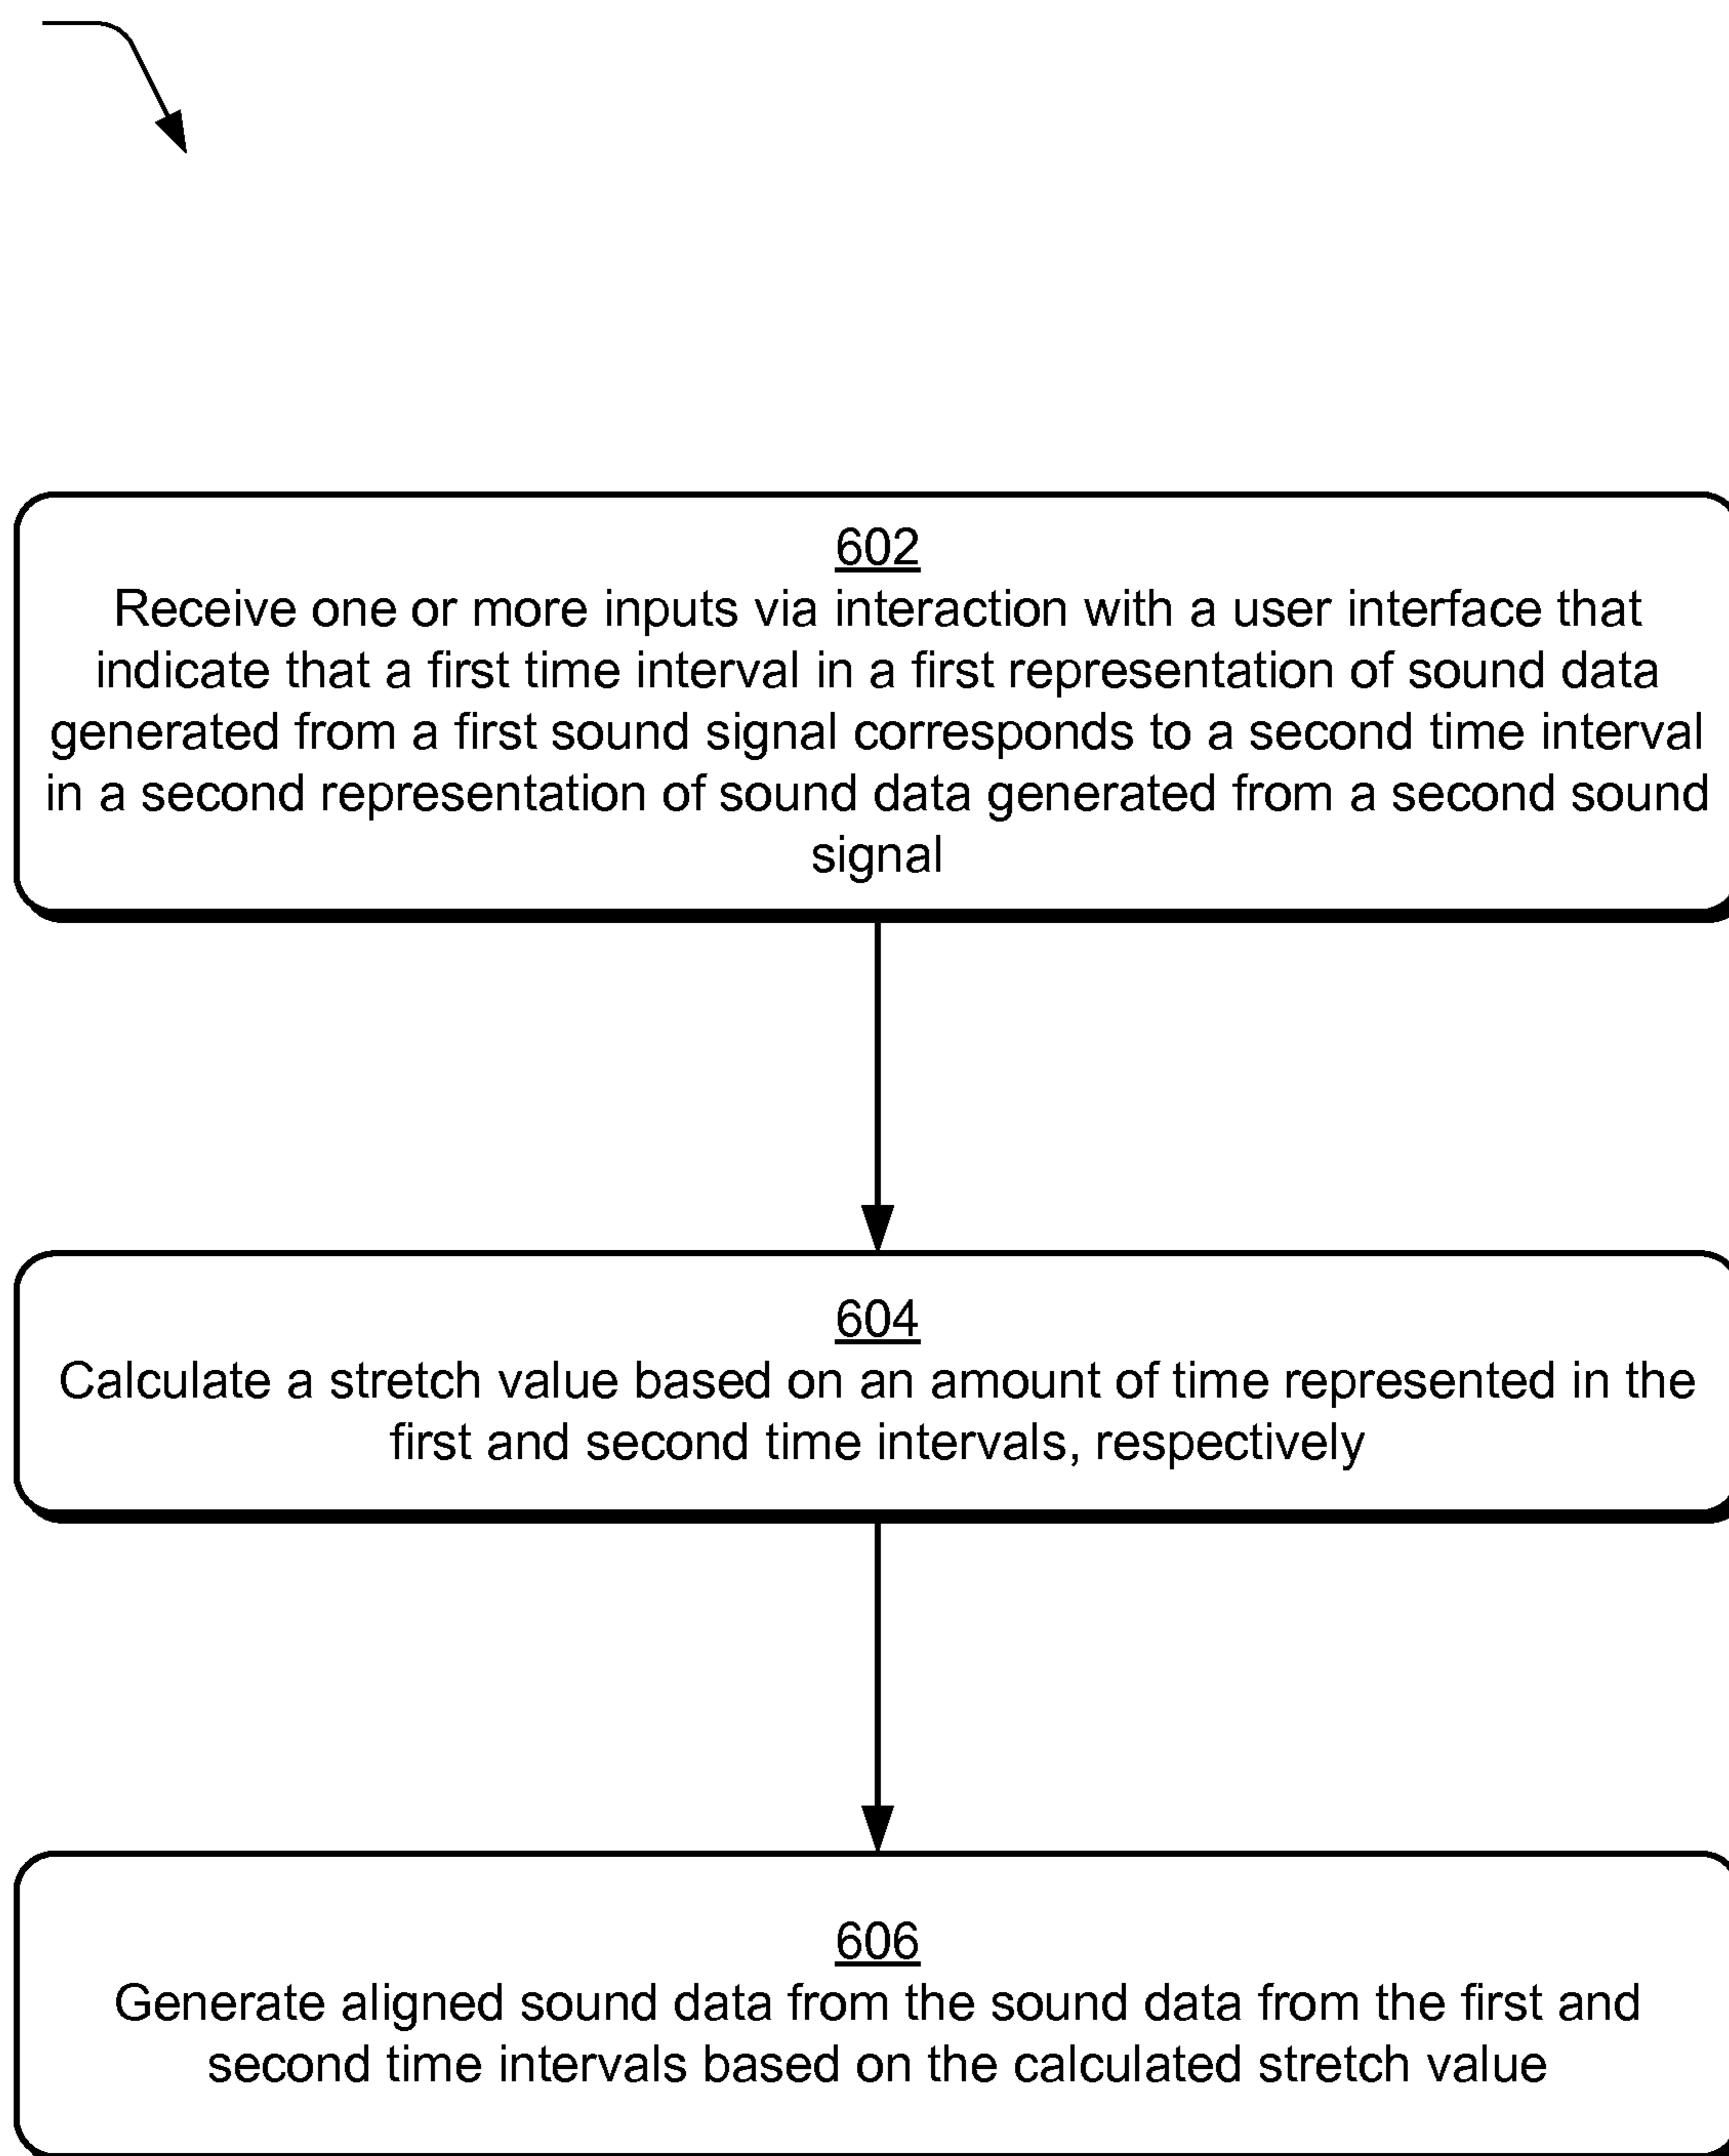 602
Receive one or more inputs via interaction with a user interface that
indicate that a first time interval in a first representation of sound data
generated from a first sound signal corresponds to a second time interval
in a second representation of sound data generated from a second sound
signal
604
Calculate a stretch value based on an amount of time represented in the
first and second time intervals, respectively
606
Generate aligned sound data from the sound data from the first and
second time intervals based on the calculated stretch value